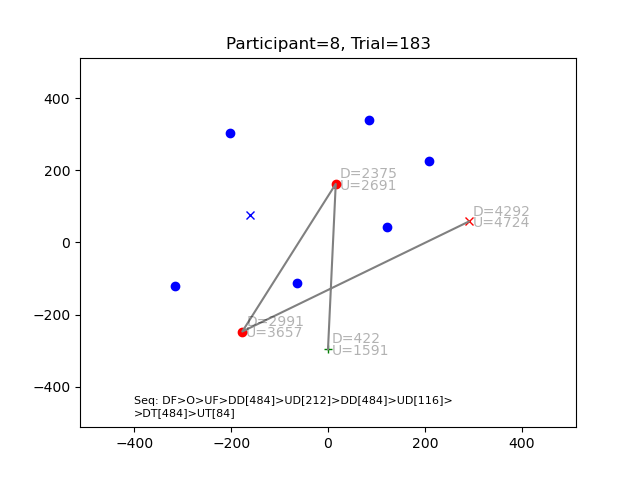 Participant=8, Trial=183
400
200
0
−200
−400
D=2375
U=2691
D=4292
U=4724
D=2991
U=3657
D=422
U=1591
Seq: DF>O>UF>DD[484]>UD[212]>DD[484]>UD[116]>
>DT[484]>UT[84]
−400 −200 0 200 400